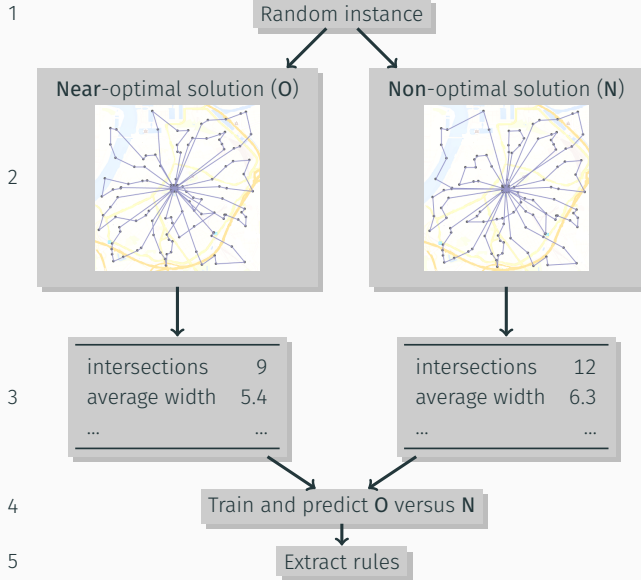 1
Random instance
Near-optimal solution (O)
Non-optimal solution (N)
2
intersections 9
average width 5.4
... ...
intersections 12
average width 6.3
... ...
3
4
Train and predict O versus N
5
Extract rules